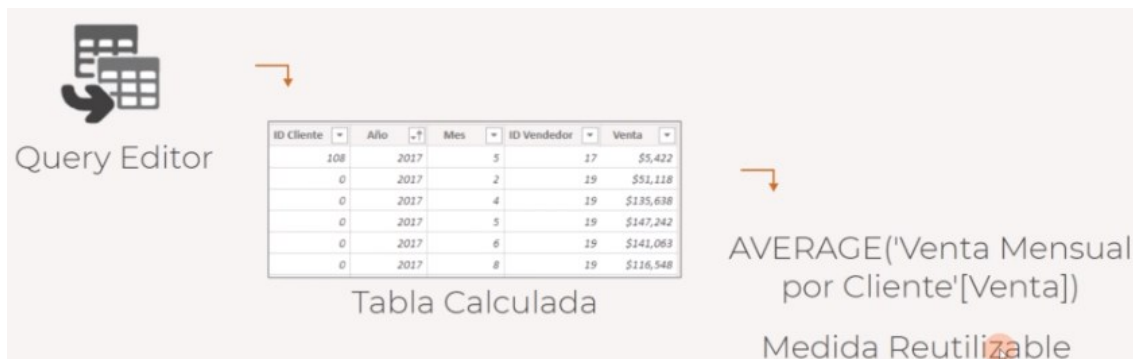 Query Editor
ID Cliente Año Mes ID Vendedor Venta
108 2017 5 17 $5,422
0 2017 2 19 $51,118
0 2017 4 19 $135,638
0 2017 5 19 $147,242
0 2017 6 19 $141,063
0 2017 8 19 $116,548
Tabla Calculada
AVERAGE('Venta Mensual
por Cliente'[Venta])
Medida Reutilizable